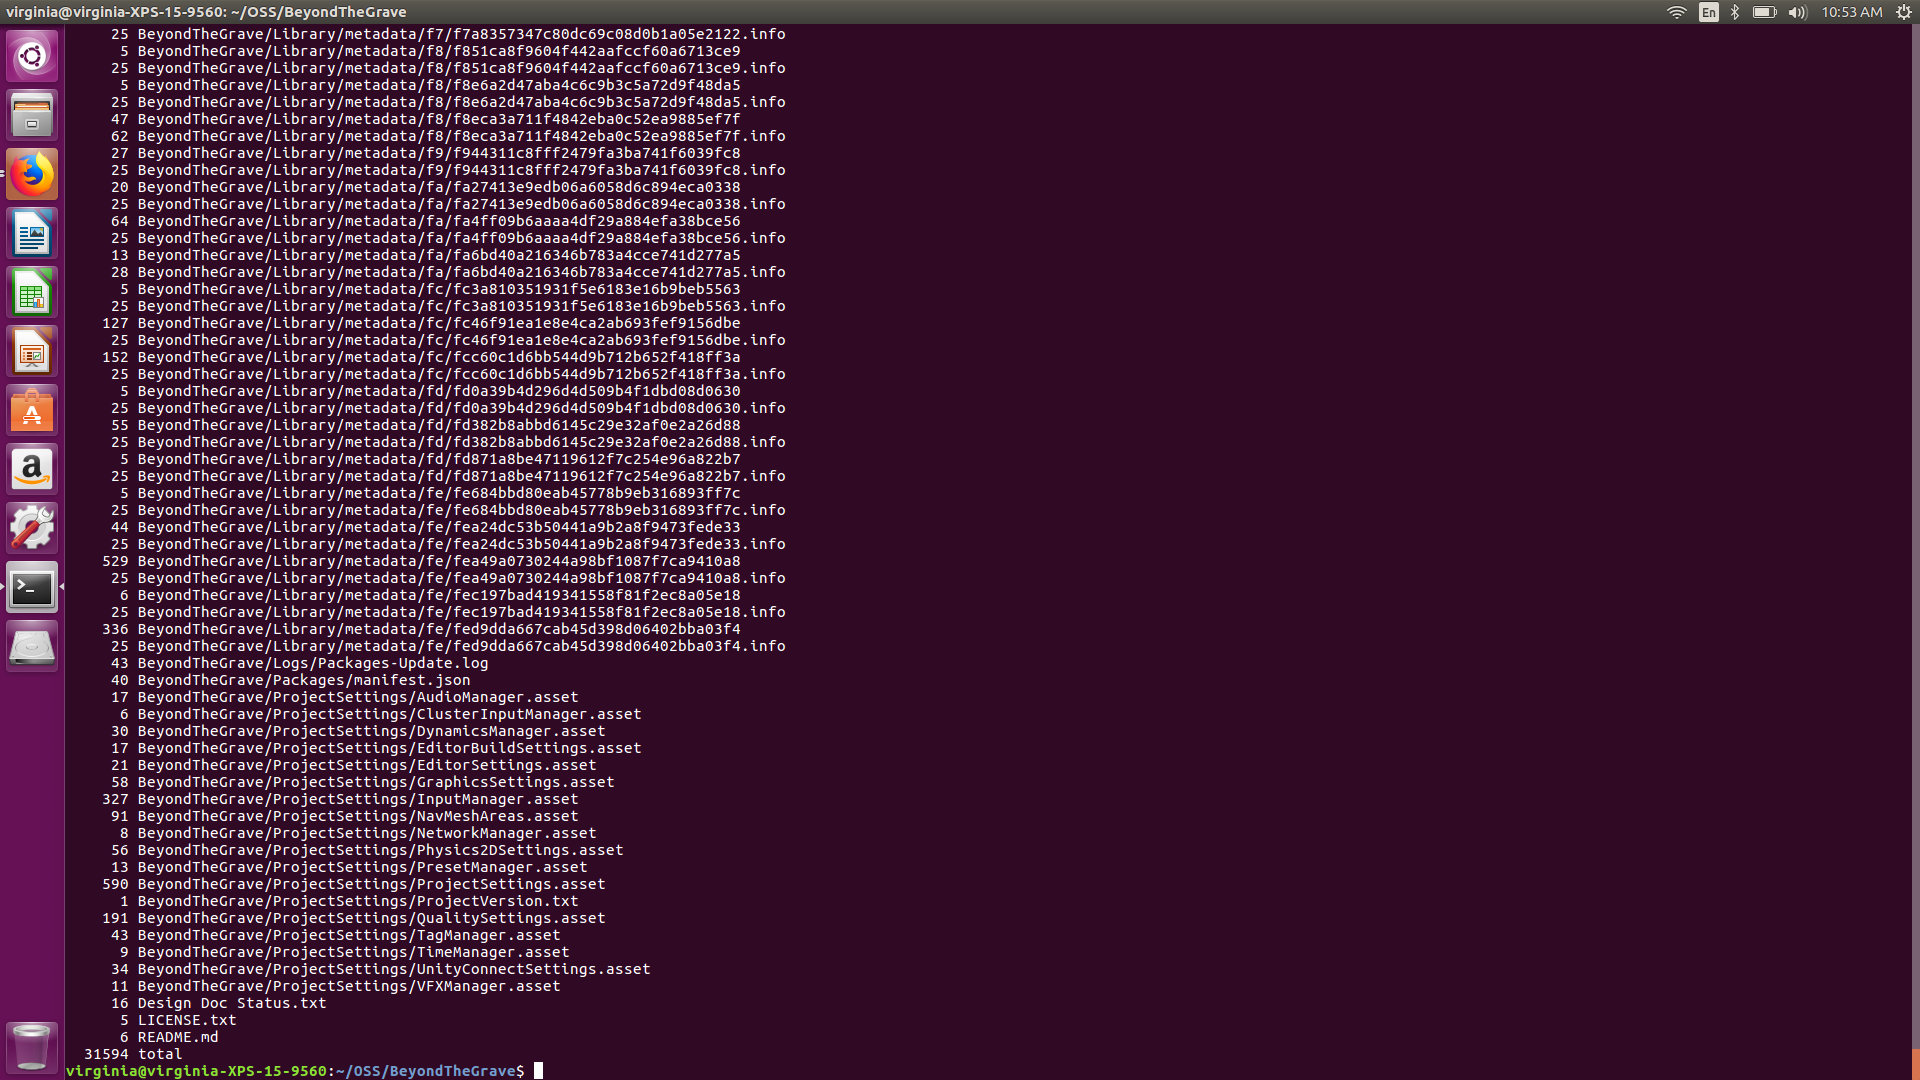 virginia@virginia-XPS-15-9560: ~/OSS/BeyondTheGrave
En
10:53 AM
25 BeyondTheGrave/Library/metadata/f7/f7a8357347c80dc69c08d0b1a05e2122.info
5 BeyondTheGrave/Library/metadata/f8/f851ca8f9604f442aafccf60a6713ce9
25 BeyondTheGrave/Library/metadata/f8/f851ca8f9604f442aafccf60a6713ce9.info
5 BeyondTheGrave/Library/metadata/f8/f8e6a2d47aba4c6c9b3c5a72d9f48da5
25 BeyondTheGrave/Library/metadata/f8/f8e6a2d47aba4c6c9b3c5a72d9f48da5.info
47 BeyondTheGrave/Library/metadata/f8/f8eca3a711f4842eba0c52ea9885ef7f
62 BeyondTheGrave/Library/metadata/f8/f8eca3a711f4842eba0c52ea9885ef7f.info
27 BeyondTheGrave/Library/metadata/f9/f944311c8fff2479fa3ba741f6039fc8
25 BeyondTheGrave/Library/metadata/f9/f944311c8fff2479fa3ba741f6039fc8.info
20 BeyondTheGrave/Library/metadata/fa/fa27413e9edb06a6058d6c894eca0338
25 BeyondTheGrave/Library/metadata/fa/fa27413e9edb06a6058d6c894eca0338.info
64 BeyondTheGrave/Library/metadata/fa/fa4ff09b6aaaa4df29a884efa38bce56
25 BeyondTheGrave/Library/metadata/fa/fa4ff09b6aaaa4df29a884efa38bce56.info
13 BeyondTheGrave/Library/metadata/fa/fa6bd40a216346b783a4cce741d277a5
28 BeyondTheGrave/Library/metadata/fa/fa6bd40a216346b783a4cce741d277a5.info
5 BeyondTheGrave/Library/metadata/fc/fc3a810351931f5e6183e16b9beb5563
25 BeyondTheGrave/Library/metadata/fc/fc3a810351931f5e6183e16b9beb5563.info
127 BeyondTheGrave/Library/metadata/fc/fc46f91ea1e8e4ca2ab693fef9156dbe
25 BeyondTheGrave/Library/metadata/fc/fc46f91ea1e8e4ca2ab693fef9156dbe.info
152 BeyondTheGrave/Library/metadata/fc/fcc60c1d6bb544d9b712b652f418ff3a
25 BeyondTheGrave/Library/metadata/fc/fcc60c1d6bb544d9b712b652f418ff3a.info
5 BeyondTheGrave/Library/metadata/fd/fd0a39b4d296d4d509b4f1dbd08d0630
25 BeyondTheGrave/Library/metadata/fd/fd0a39b4d296d4d509b4f1dbd08d0630.info
55 BeyondTheGrave/Library/metadata/fd/fd382b8abbd6145c29e32af0e2a26d88
25 BeyondTheGrave/Library/metadata/fd/fd382b8abbd6145c29e32af0e2a26d88.info
5 BeyondTheGrave/Library/metadata/fd/fd871a8be47119612f7c254e96a822b7
25 BeyondTheGrave/Library/metadata/fd/fd871a8be47119612f7c254e96a822b7.info
5 BeyondTheGrave/Library/metadata/fe/fe684bbd80eab45778b9eb316893ff7c
25 BeyondTheGrave/Library/metadata/fe/fe684bbd80eab45778b9eb316893ff7c.info
44 BeyondTheGrave/Library/metadata/fe/fea24dc53b50441a9b2a8f9473fede33
25 BeyondTheGrave/Library/metadata/fe/fea24dc53b50441a9b2a8f9473fede33.info
529 BeyondTheGrave/Library/metadata/fe/fea49a0730244a98bf1087f7ca9410a8
25 BeyondTheGrave/Library/metadata/fe/fea49a0730244a98bf1087f7ca9410a8.info
6 BeyondTheGrave/Library/metadata/fe/fec197bad419341558f81f2ec8a05e18
25 BeyondTheGrave/Library/metadata/fe/fec197bad419341558f81f2ec8a05e18.info
336 BeyondTheGrave/Library/metadata/fe/fed9dda667cab45d398d06402bba03f4
25 BeyondTheGrave/Library/metadata/fe/fed9dda667cab45d398d06402bba03f4.info
43 BeyondTheGrave/Logs/Packages-Update.log
40 BeyondTheGrave/Packages/manifest.json
17 BeyondTheGrave/ProjectSettings/AudioManager.asset
6 BeyondTheGrave/ProjectSettings/ClusterInputManager.asset
30 BeyondTheGrave/ProjectSettings/DynamicsManager.asset
17 BeyondTheGrave/ProjectSettings/EditorBuildSettings.asset
21 BeyondTheGrave/ProjectSettings/EditorSettings.asset
58 BeyondTheGrave/ProjectSettings/GraphicsSettings.asset
327 BeyondTheGrave/ProjectSettings/InputManager.asset
91 BeyondTheGrave/ProjectSettings/NavMeshAreas.asset
8 BeyondTheGrave/ProjectSettings/NetworkManager.asset
56 BeyondTheGrave/ProjectSettings/Physics2DSettings.asset
13 BeyondTheGrave/ProjectSettings/PresetManager.asset
590 BeyondTheGrave/ProjectSettings/ProjectSettings.asset
1 BeyondTheGrave/ProjectSettings/ProjectVersion.txt
191 BeyondTheGrave/ProjectSettings/QualitySettings.asset
43 BeyondTheGrave/ProjectSettings/TagManager.asset
9 BeyondTheGrave/ProjectSettings/TimeManager.asset
34 BeyondTheGrave/ProjectSettings/UnityConnectSettings.asset
11 BeyondTheGrave/ProjectSettings/VFXManager.asset
16 Design Doc Status.txt
5 LICENSE.txt
6 README.md
31594 total
virginia@virginia-XPS-15-9560:~/OSS/BeyondTheGrave$